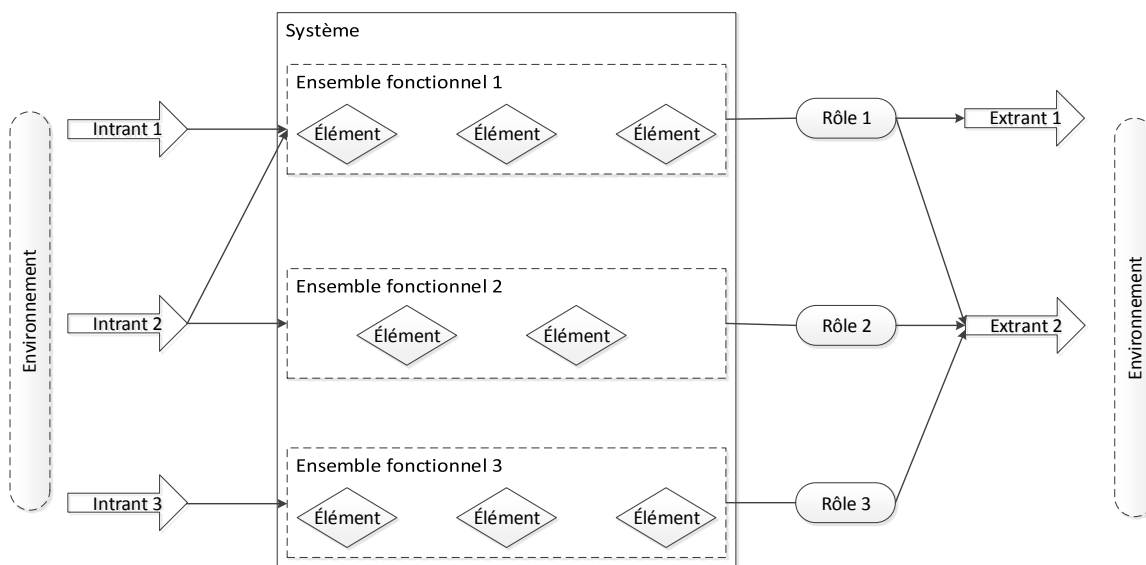 Système
Ensemble fonctionnel 1
Intrant 1
Élément
Élément
Élément
Rôle 1
Extrant 1
Environnement
Ensemble fonctionnel 2
Intrant 2
Élément
Élément
Rôle 2
Extrant 2
Environnement
Ensemble fonctionnel 3
Intrant 3
Élément
Élément
Élément
Rôle 3